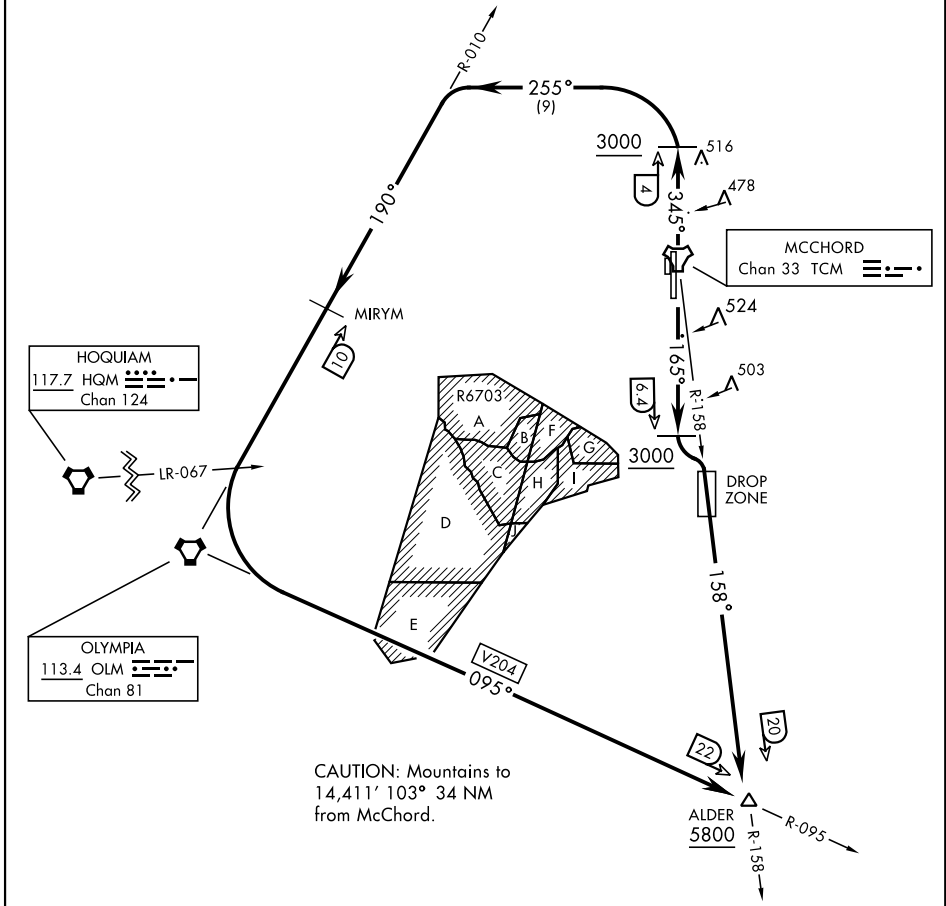 R-010
255°
(9)
3000
516
4
478
345°
190°
MCCHORD
Chan 33 TCM
MIRYM
10
524
165°
HOQUIAM
117.7 HQM
Chan 124
6.4
503
R-158
R6703
A
B
F
G
3000
LR-067
C
H
I
DROP
ZONE
D
J
158°
OLYMPIA
113.4 OLM
Chan 81
E
V204
095°
20
22
CAUTION: Mountains to
14,411' 103° 34 NM
from McChord.
ALDER
5800
R-095
R-158